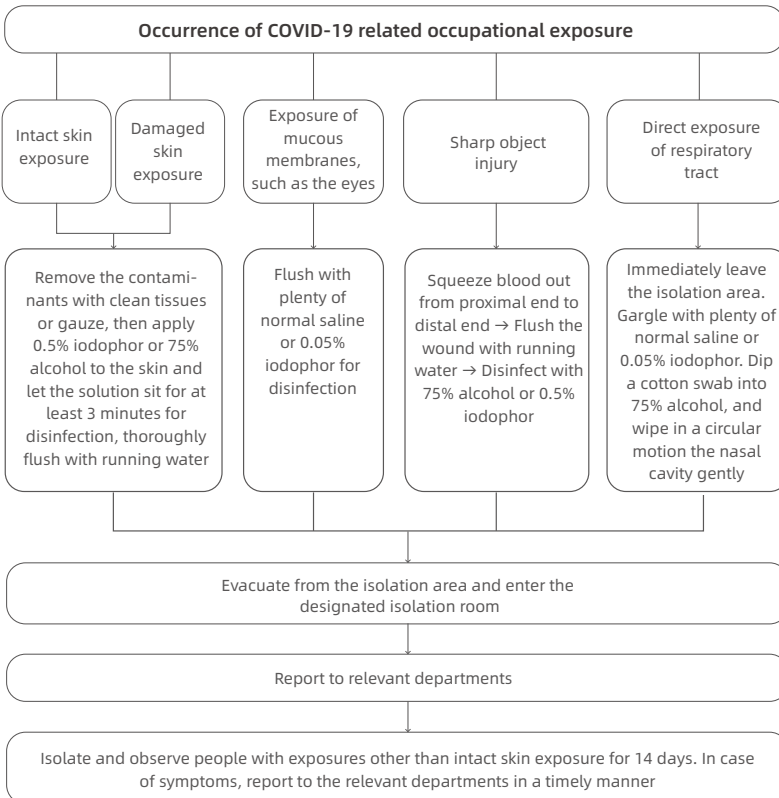 Occurrence of COVID-19 related occupational exposure
Intact skin
exposure
Damaged
skin
exposure
Exposure of
mucous
membranes,
such as the eyes
Sharp object
injury
Direct exposure
of respiratory
tract
Remove the contami-
nants with clean tissues
or gauze, then apply
0.5% iodophor or 75%
alcohol to the skin and
let the solution sit for at
least 3 minutes for
disinfection, thoroughly
flush with running water
Flush with
plenty of
normal saline
or 0.05%
iodophor for
disinfection
Squeeze blood out
from proximal end to
distal end → Flush the
wound with running
water → Disinfect with
75% alcohol or 0.5%
iodophor
Immediately leave
the isolation area.
Gargle with plenty of
normal saline or
0.05% iodophor. Dip
a cotton swab into
75% alcohol, and
wipe in a circular
motion the nasal
cavity gently
Evacuate from the isolation area and enter the
designated isolation room
Report to relevant departments
Isolate and observe people with exposures other than intact skin exposure for 14 days. In case
of symptoms, report to the relevant departments in a timely manner